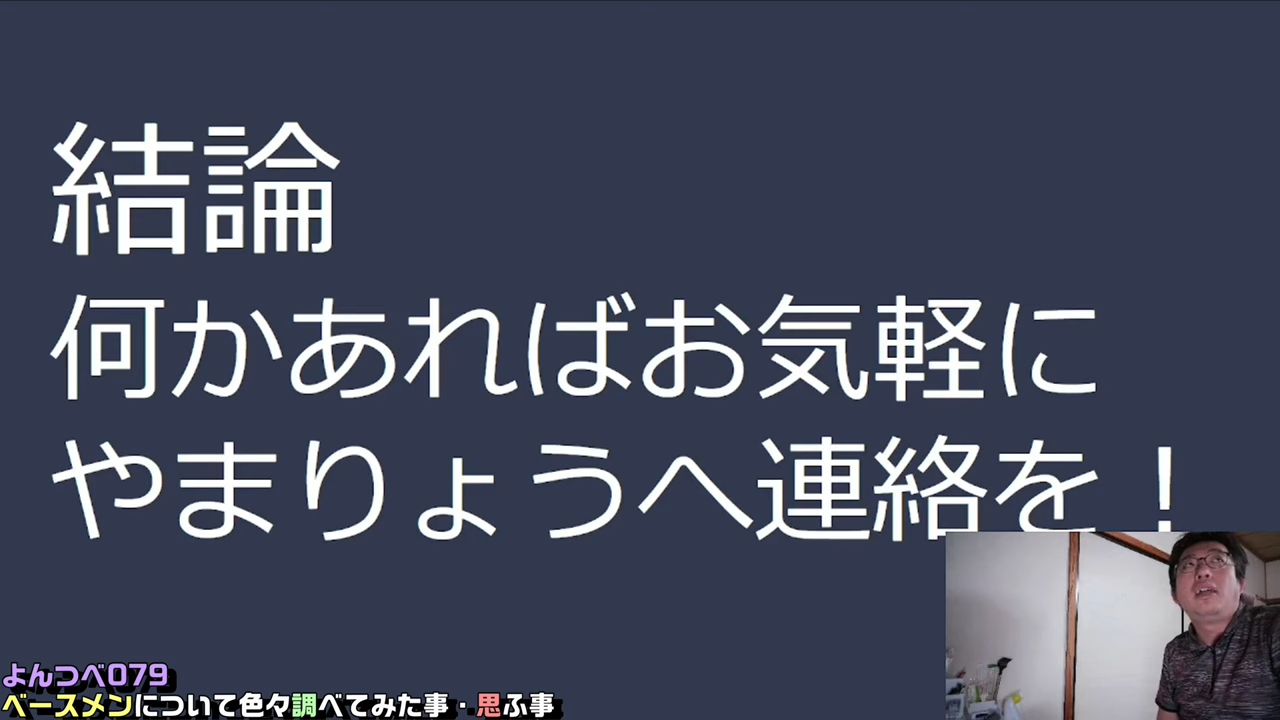 結論
何かあればお気軽に
やまりょうへ連絡を！
よんつべ079
ベースメンについて色々調べてみた事・思ふ事